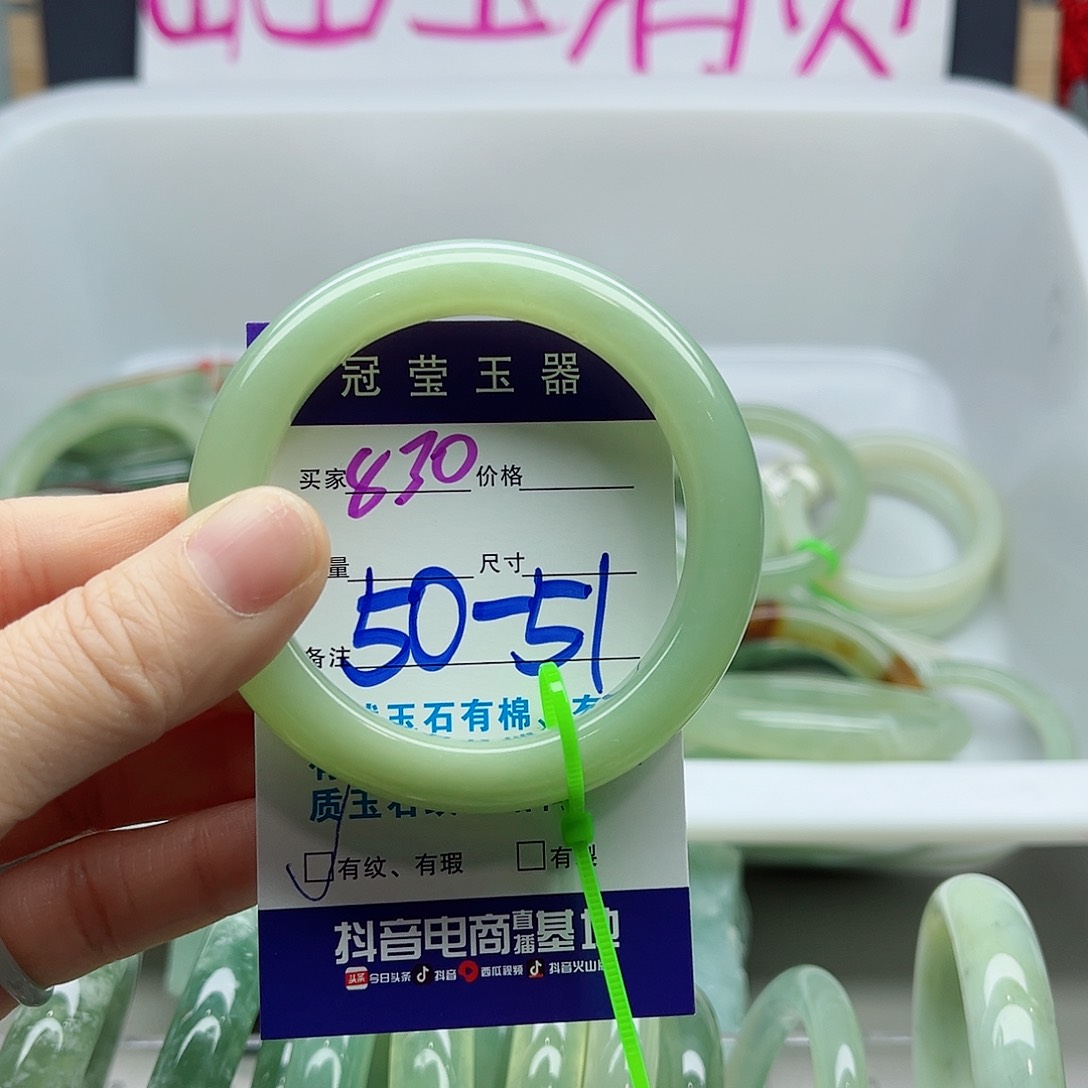 冠莹玉器
买家 830 价格
量 尺寸
50-51
备注
玉石有棉、有
质玉石
有纹、有瑕 有裂
抖音电商直播基地
头条 今日头条 抖音 西瓜视频 抖音火山版